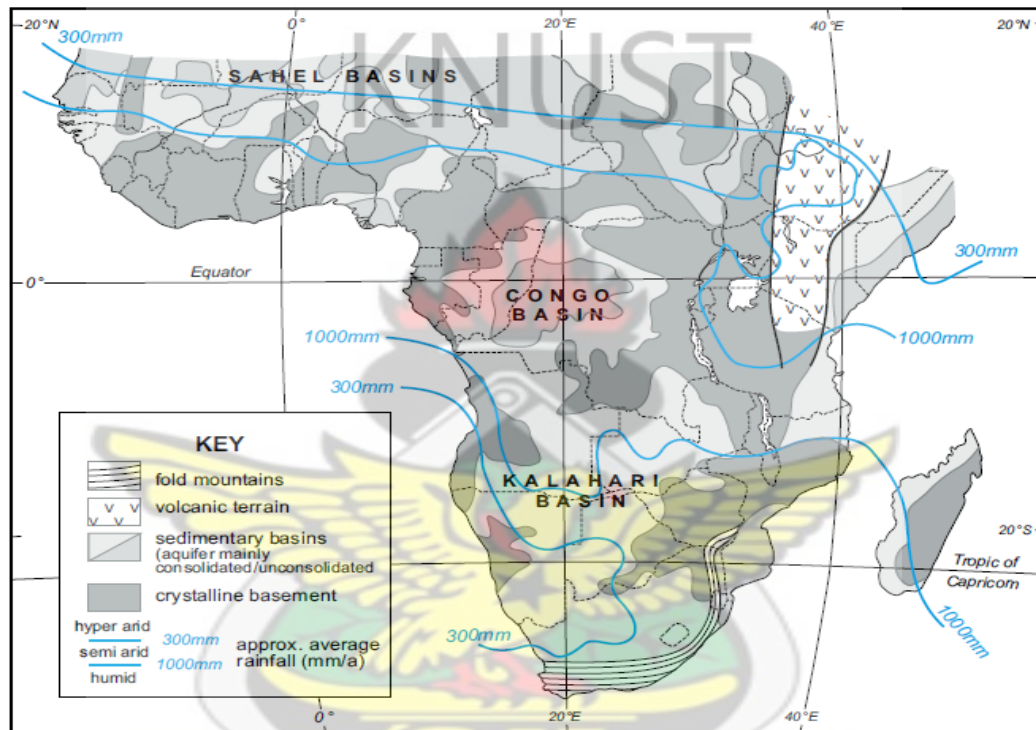 20°N
0°
20°E
40°E
20°N
300mm
KNUST
SAHEL BASINS
Equator
0°
CONGO
BASIN
300mm
1000mm
1000mm
300mm
KALAHARI
BASIN
20°S
Tropic of
Capricorn
1000mm
300mm
KEY
fold mountains
volcanic terrain
sedimentary basins
(aquifer mainly
consolidated/unconsolidated
crystalline basement
hyper arid
300mm
semi arid
1000mm
humid
approx. average
rainfall (mm/a)
0°
20°E
40°E